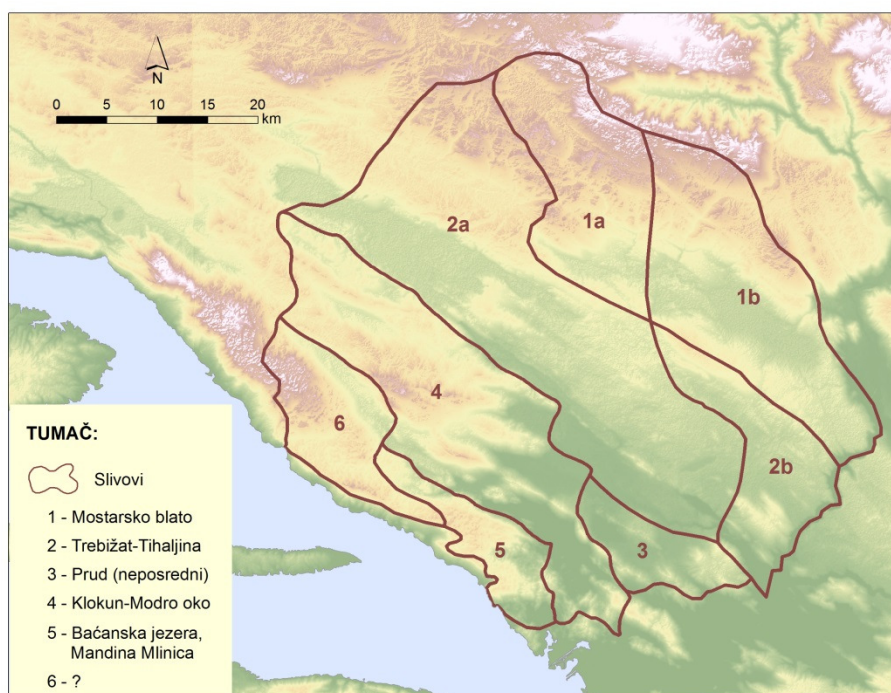 N
0 5 10 15 20
km
2a
1a
1b
4
6
2b
3
5
TUMAČ:
Slivovi
1 - Mostarsko blato
2 - Trebižat-Tihaljina
3 - Prud (neposredni)
4 - Klokun-Modro oko
5 - Baćanska jezera,
Mandina Mlinica
6 - ?